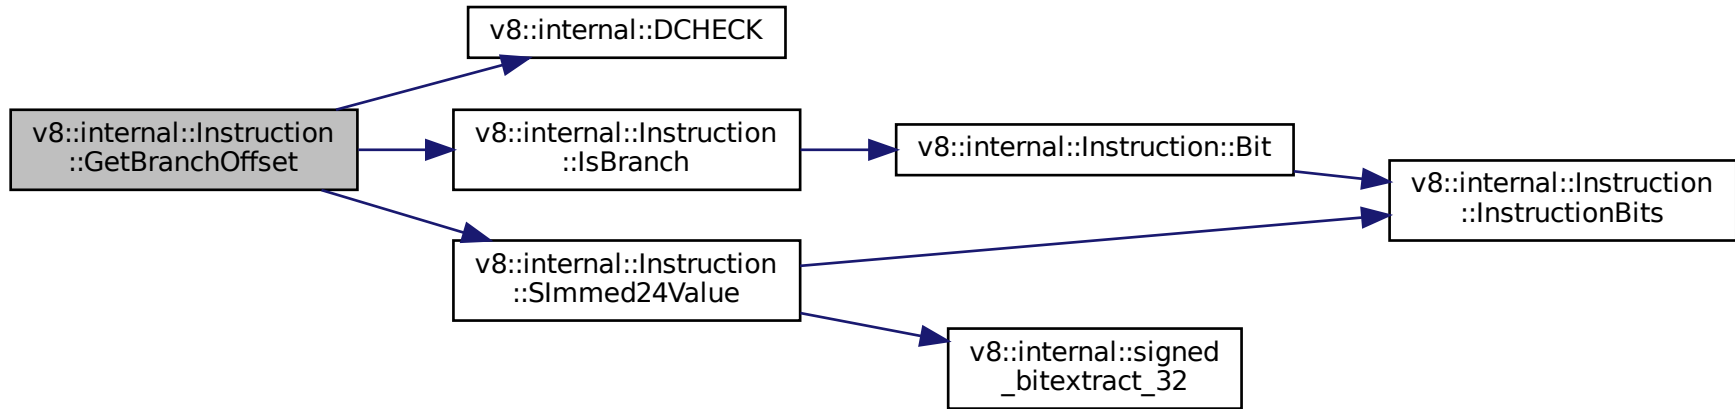 v8::internal::DCHECK
v8::internal::Instruction
::GetBranchOffset
v8::internal::Instruction
::IsBranch
v8::internal::Instruction::Bit
v8::internal::Instruction
::InstructionBits
v8::internal::Instruction
::SImmed24Value
v8::internal::signed
_bitextract_32